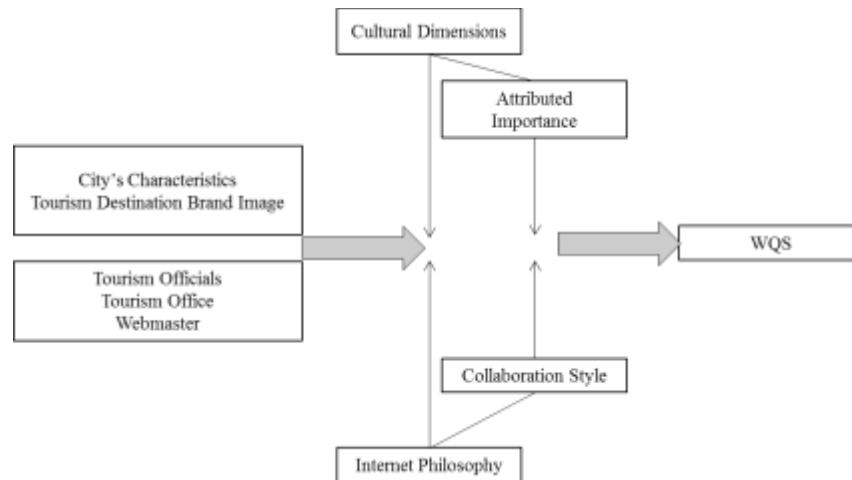 Cultural Dimensions
Attributed
Importance
City's Characteristics
Tourism Destination Brand Image
WQS
Tourism Officials
Tourism Office
Webmaster
Collaboration Style
Internet Philosophy